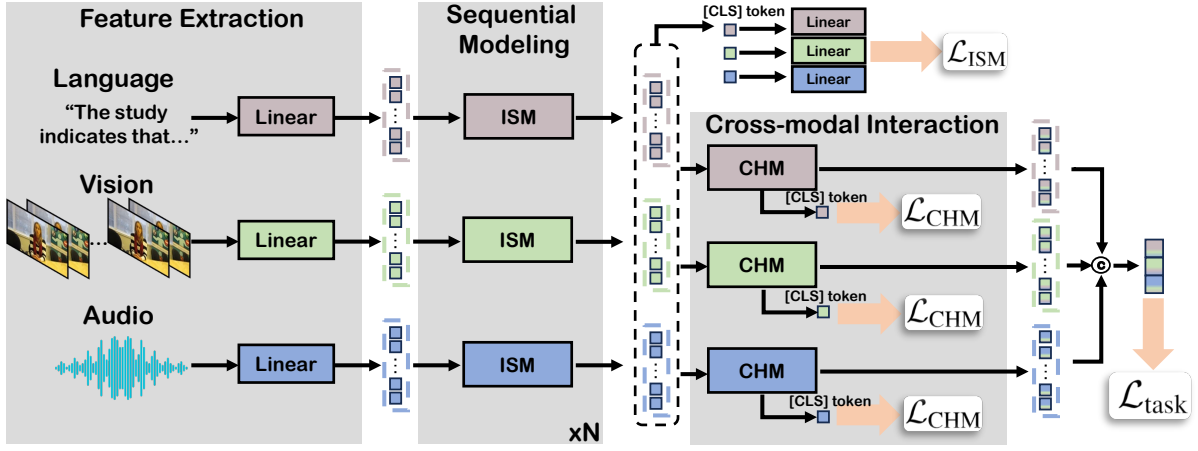 Feature Extraction
Sequential
Modeling
[CLS] token
Linear
Linear
Linear
ℒISM
Language
"The study
indicates that..."
Linear
ISM
Cross-modal Interaction
CHM
[CLS] token
ℒCHM
Vision
...
Linear
ISM
CHM
[CLS] token
ℒCHM
c
Audio
Linear
ISM
CHM
[CLS] token
ℒCHM
ℒtask
xN